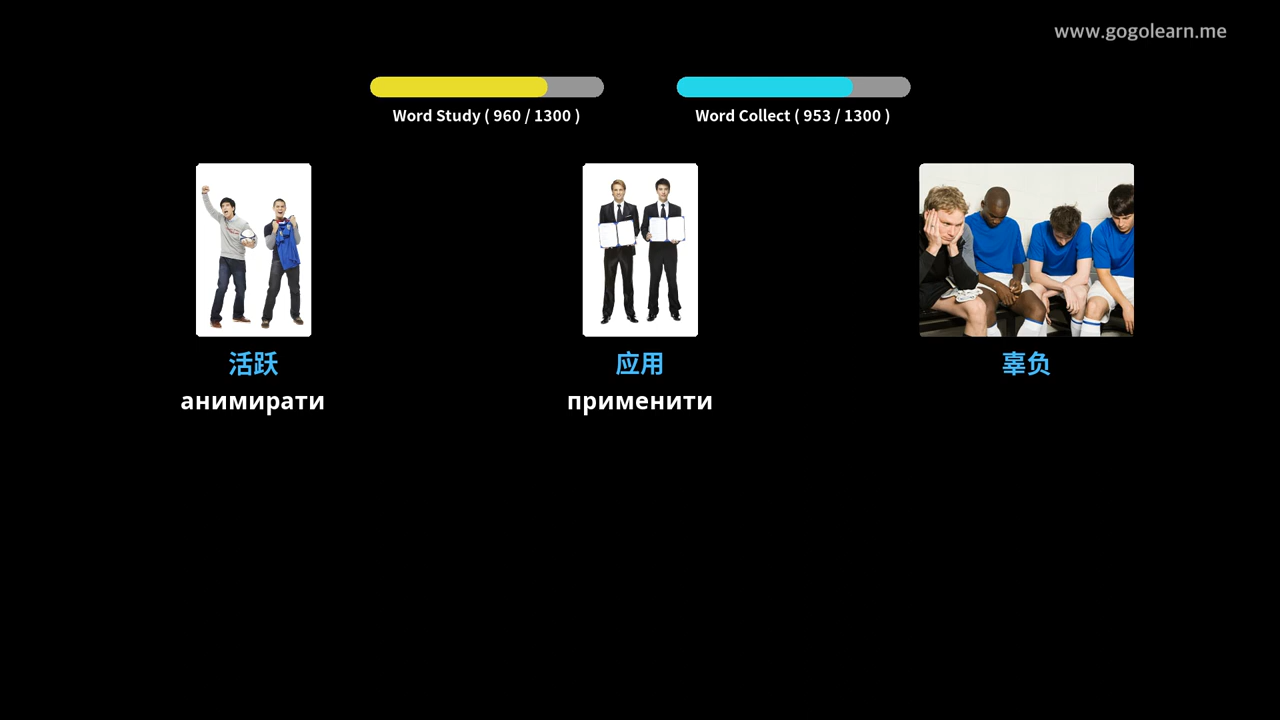 www.gogolearn.me
Word Study ( 960 / 1300 )
Word Collect ( 953 / 1300 )
活跃
应用
辜负
анимирати
применити